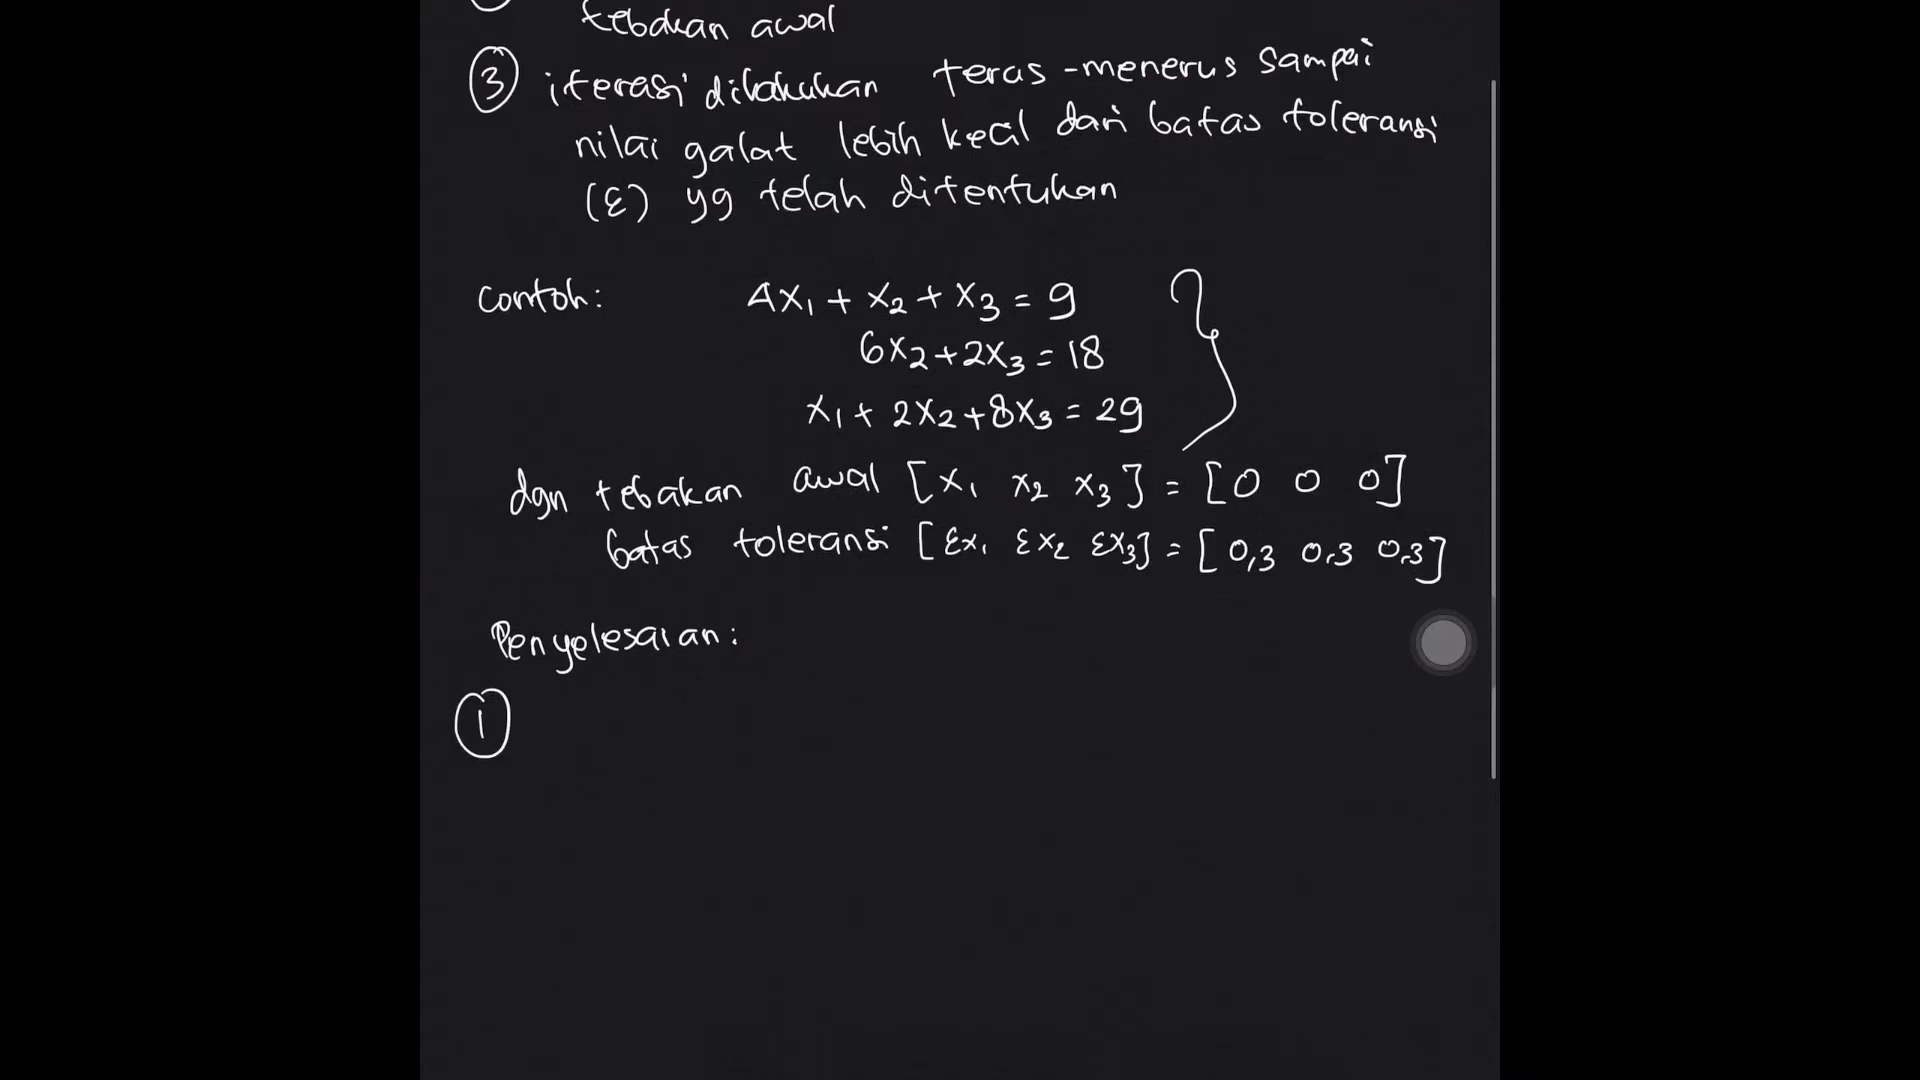 tebakan awal
③ iterasi dilakukan terus-menerus sampai
nilai galat lebih kecil dari batas toleransi
(ε) yg telah ditentukan
Contoh: 4x₁ + x₂ + x₃ = 9
6x₂ + 2x₃ = 18
x₁ + 2x₂ + 8x₃ = 29
dgn tebakan awal [x₁ x₂ x₃] = [0 0 0]
batas toleransi [εx₁ εx₂ εx₃] = [0,3 0,3 0,3]
Penyelesaian:
①